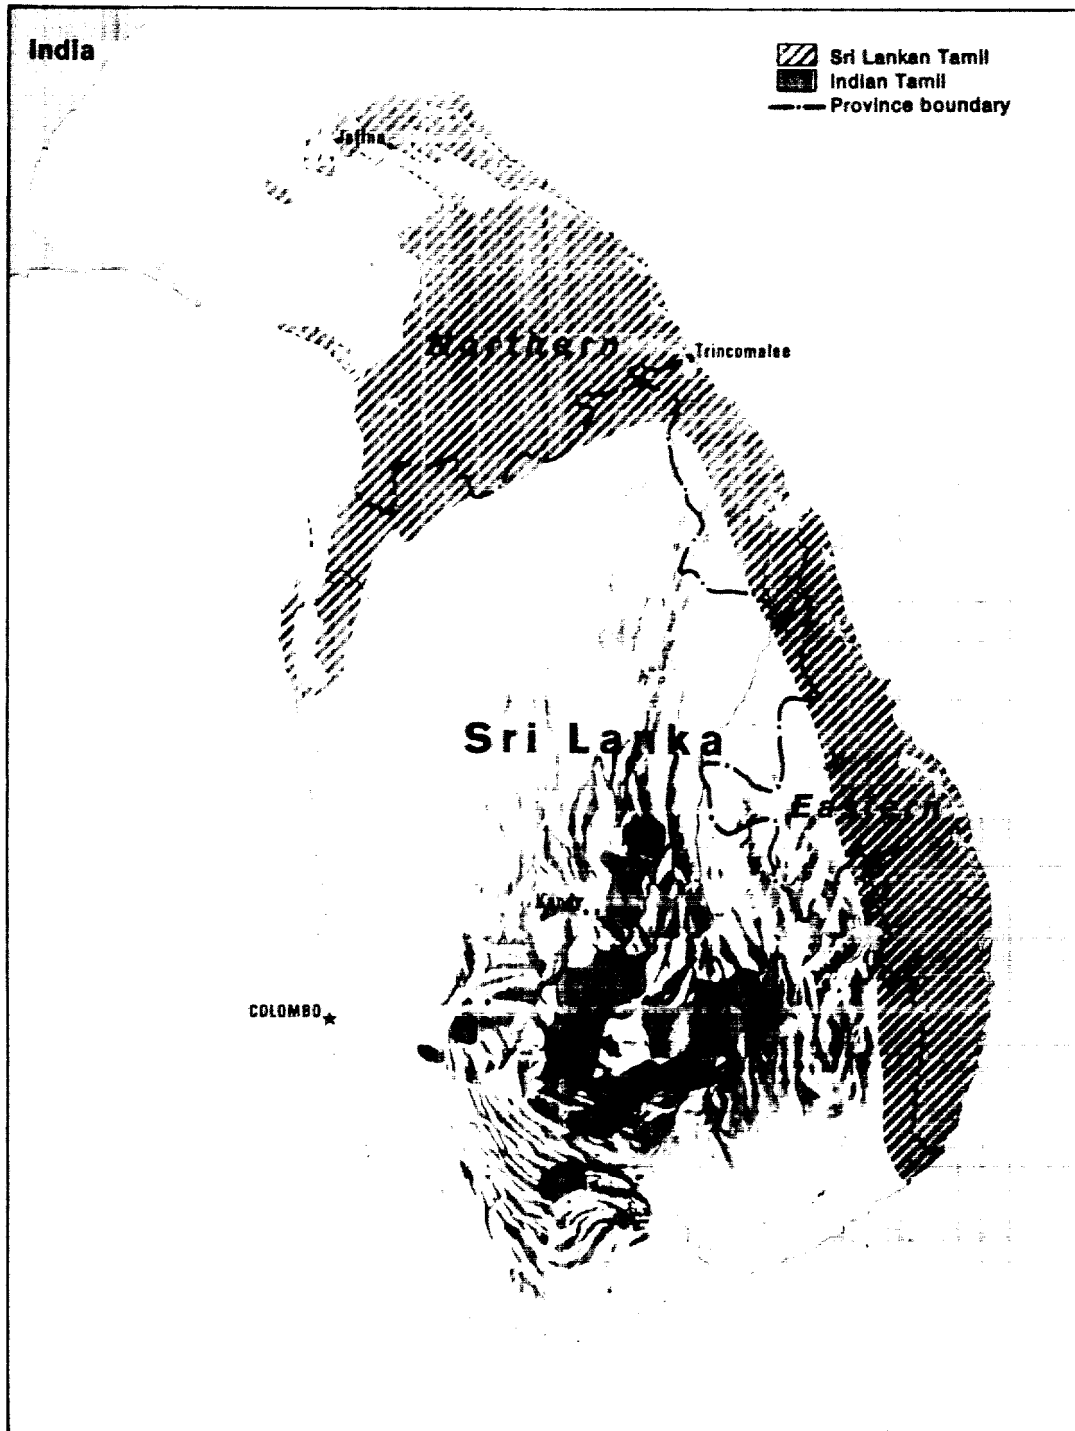 India
Sri Lankan Tamil
Indian Tamil
Province boundary
Jaffna
Northern
Trincomalee
Sri Lanka
Eastern
Kandy
COLOMBO